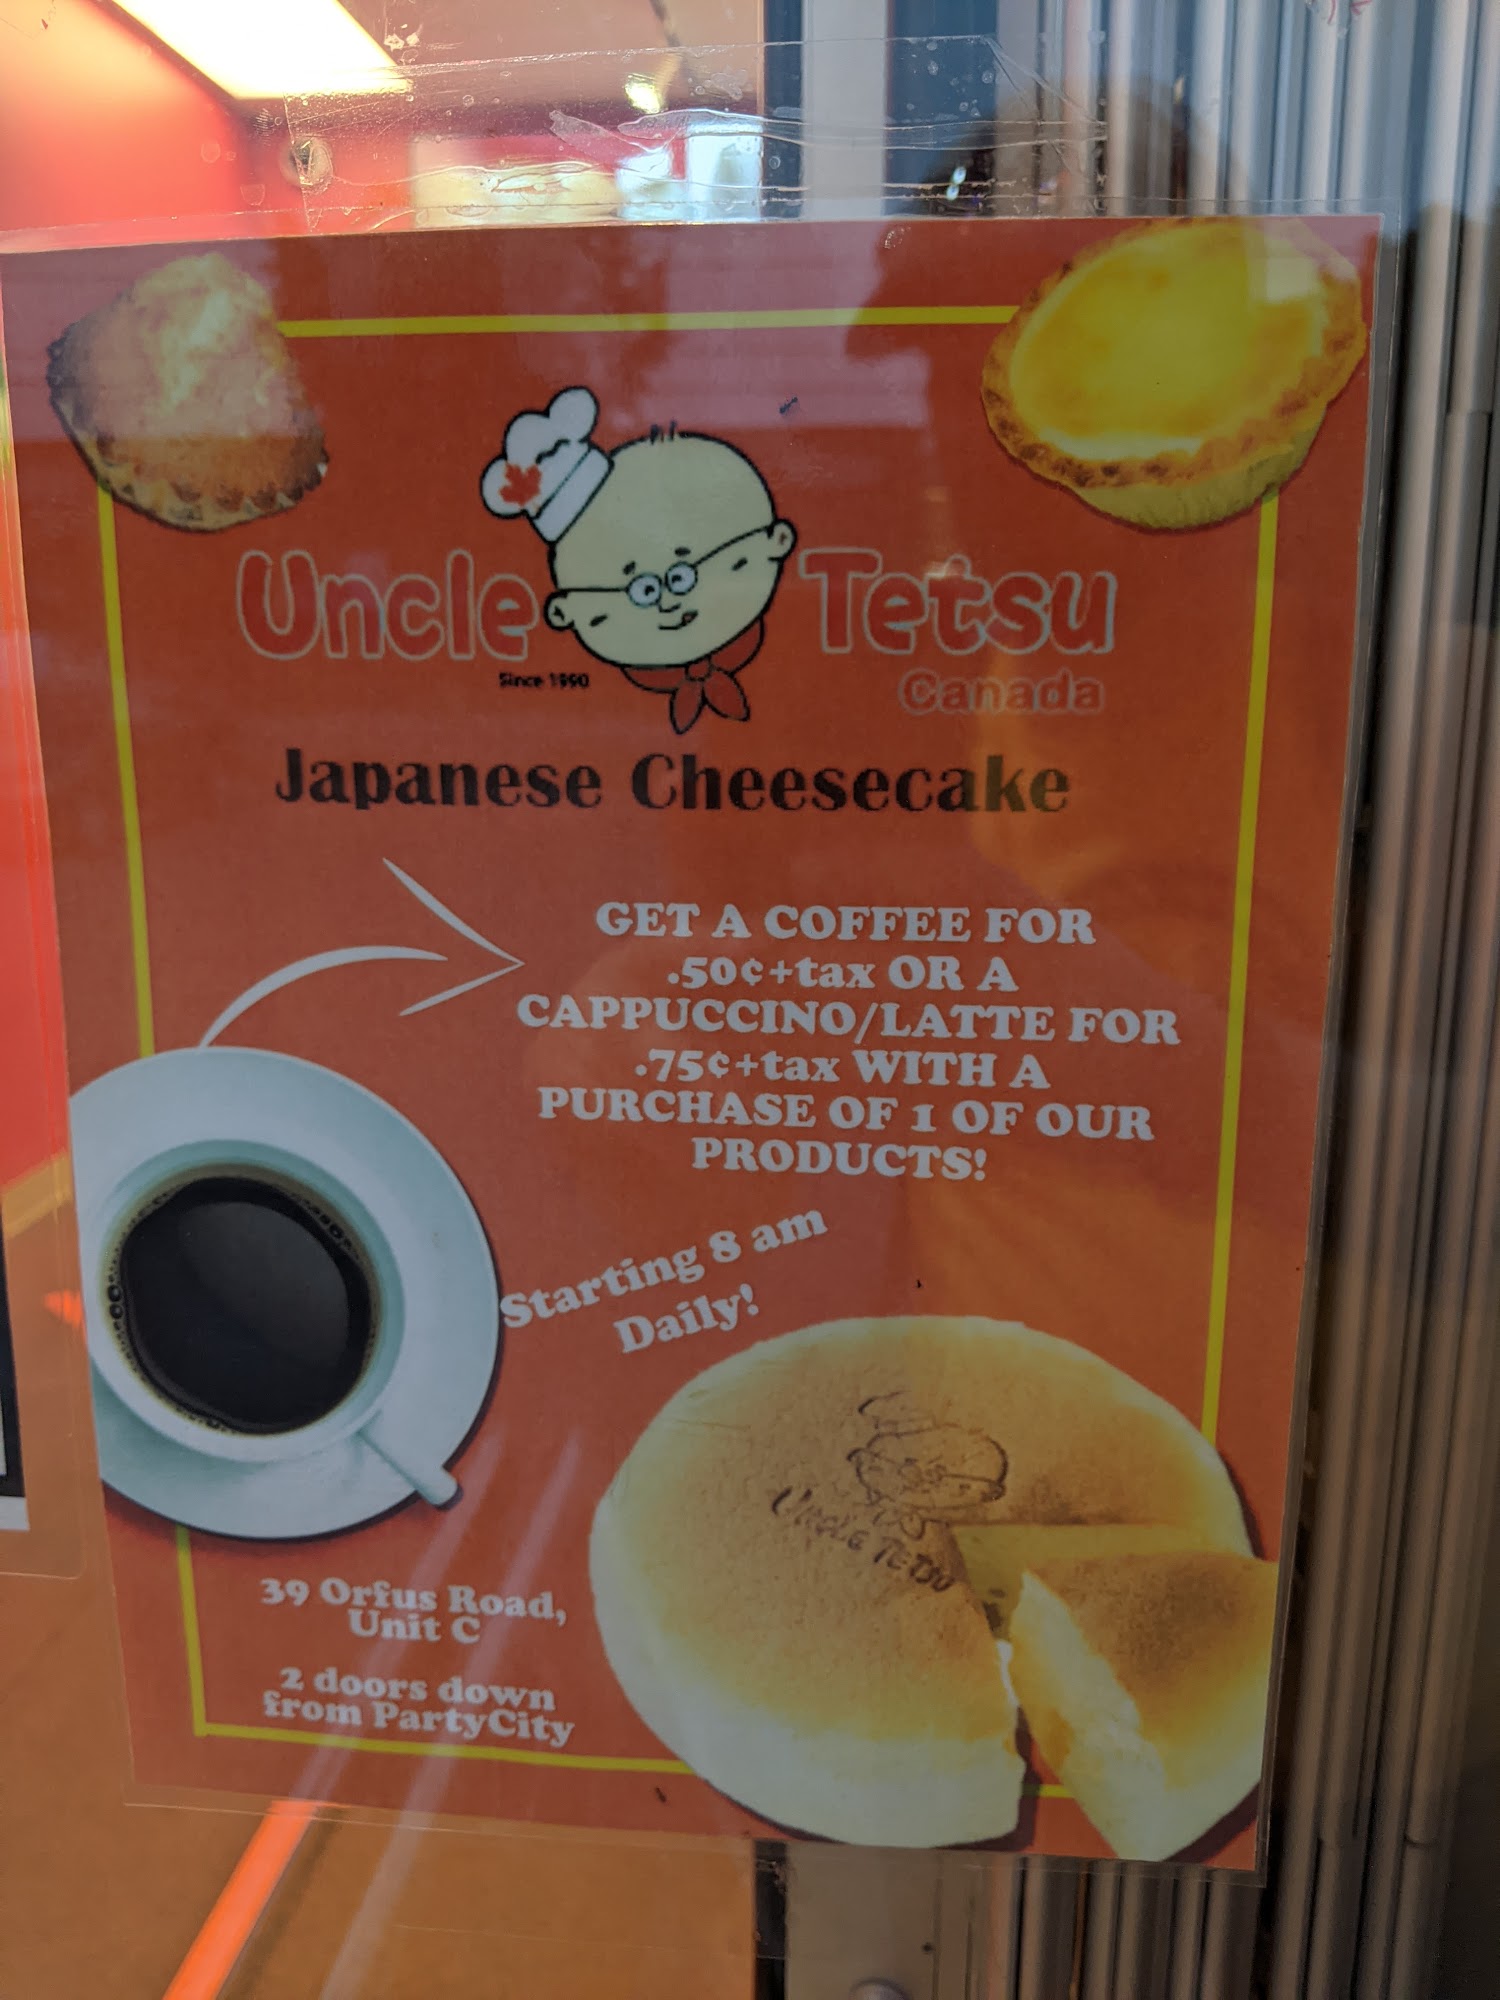 Uncle Tetsu
Since 1990
Canada
Japanese Cheesecake
GET A COFFEE FOR
.50¢+tax OR A
CAPPUCCINO/LATTE FOR
.75¢+tax WITH A
PURCHASE OF 1 OF OUR
PRODUCTS!
Starting 8 am
Daily!
UNCLE TETSU
39 Orfus Road,
Unit C
2 doors down
from PartyCity